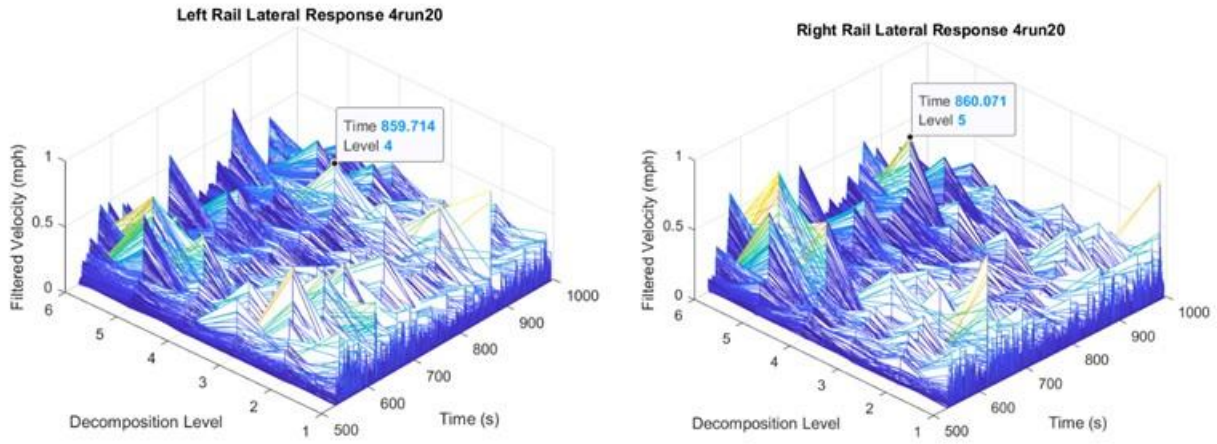 Left Rail Lateral Response 4run20
Time 859.714
Level 4
Filtered Velocity (mph)
1
0.5
0
6
5
4
3
2
1
Decomposition Level
500
600
700
800
900
1000
Time (s)
Right Rail Lateral Response 4run20
Time 860.071
Level 5
Filtered Velocity (mph)
1
0.5
0
6
5
4
3
2
1
Decomposition Level
500
600
700
800
900
1000
Time (s)